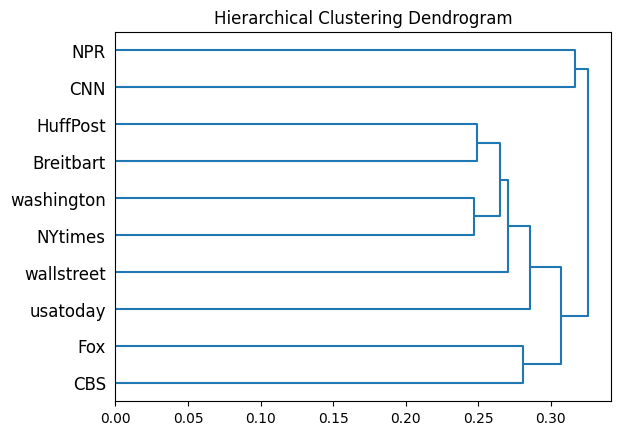 Hierarchical Clustering Dendrogram
NPR
CNN
HuffPost
Breitbart
washington
NYtimes
wallstreet
usatoday
Fox
CBS
0.00 0.05 0.10 0.15 0.20 0.25 0.30